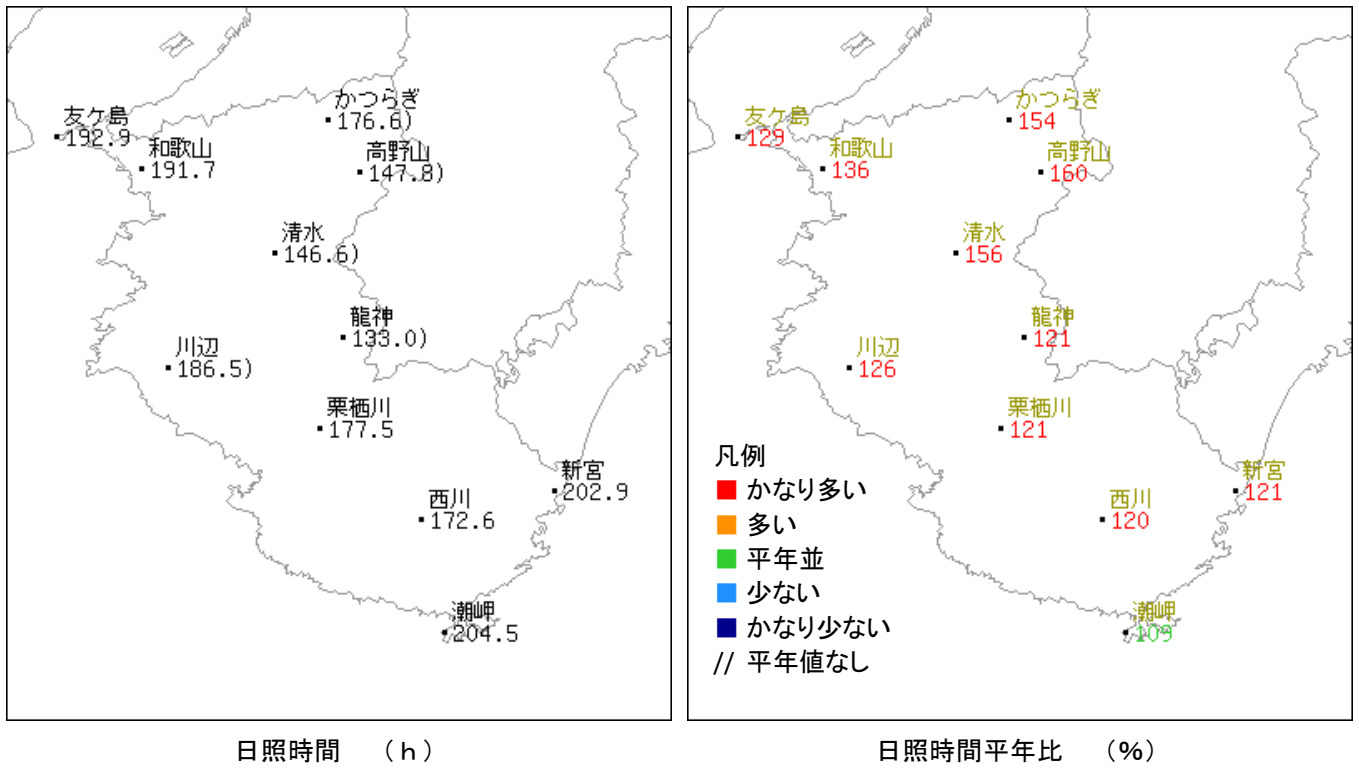 かつらぎ
176.6)
友ケ島
192.9
和歌山
191.7
高野山
147.8)
清水
146.6)
龍神
133.0)
川辺
186.5)
栗栖川
177.5
新宮
202.9
西川
172.6
潮岬
204.5
日照時間 (h)
かつらぎ
154
友ケ島
129
和歌山
136
高野山
160
清水
156
龍神
121
川辺
126
栗栖川
121
新宮
121
西川
120
潮岬
109
凡例
かなり多い
多い
平年並
少ない
かなり少ない
// 平年値なし
日照時間平年比 (%)